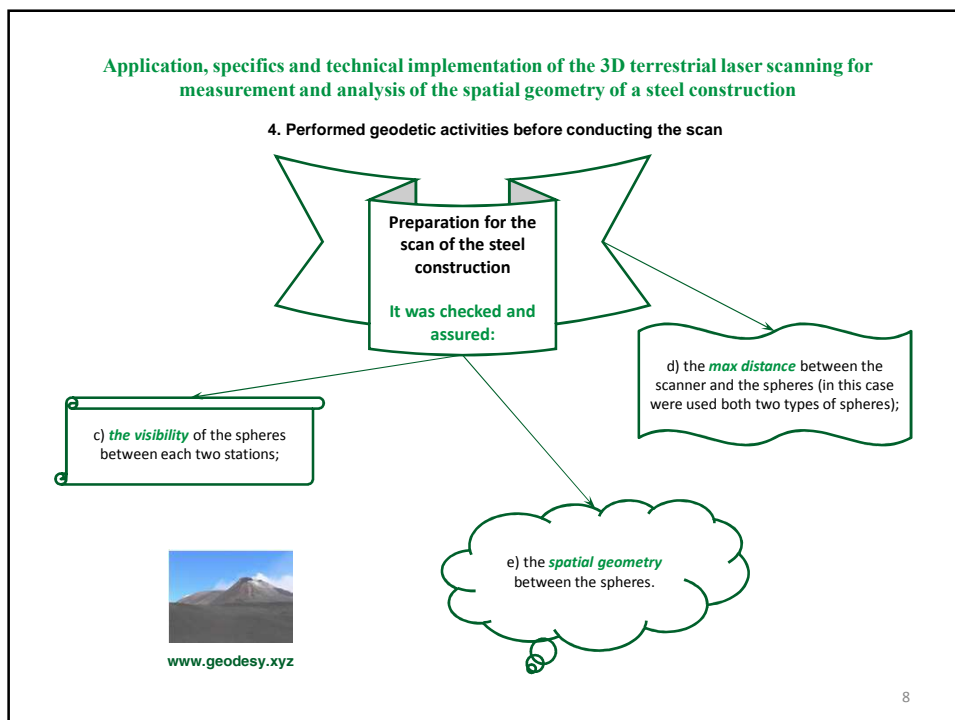 Application, specifics and technical implementation of the 3D terrestrial laser scanning for
measurement and analysis of the spatial geometry of a steel construction
4. Performed geodetic activities before conducting the scan
Preparation for the
scan of the steel
construction
It was checked and
assured:
c) the visibility of the spheres
between each two stations;
d) the max distance between the
scanner and the spheres (in this case
were used both two types of spheres);
e) the spatial geometry
between the spheres.
www.geodesy.xyz
8